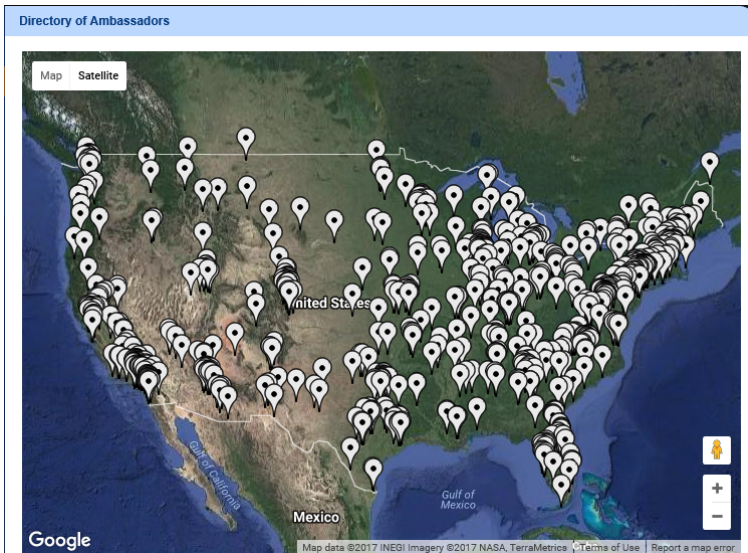 Directory of Ambassadors
Map Satellite
United States
Gulf of
California
Gulf of
Mexico
Mexico
Google
Map data ©2017 INEGI Imagery ©2017 NASA, TerraMetrics
Terms of Use
Report a map error